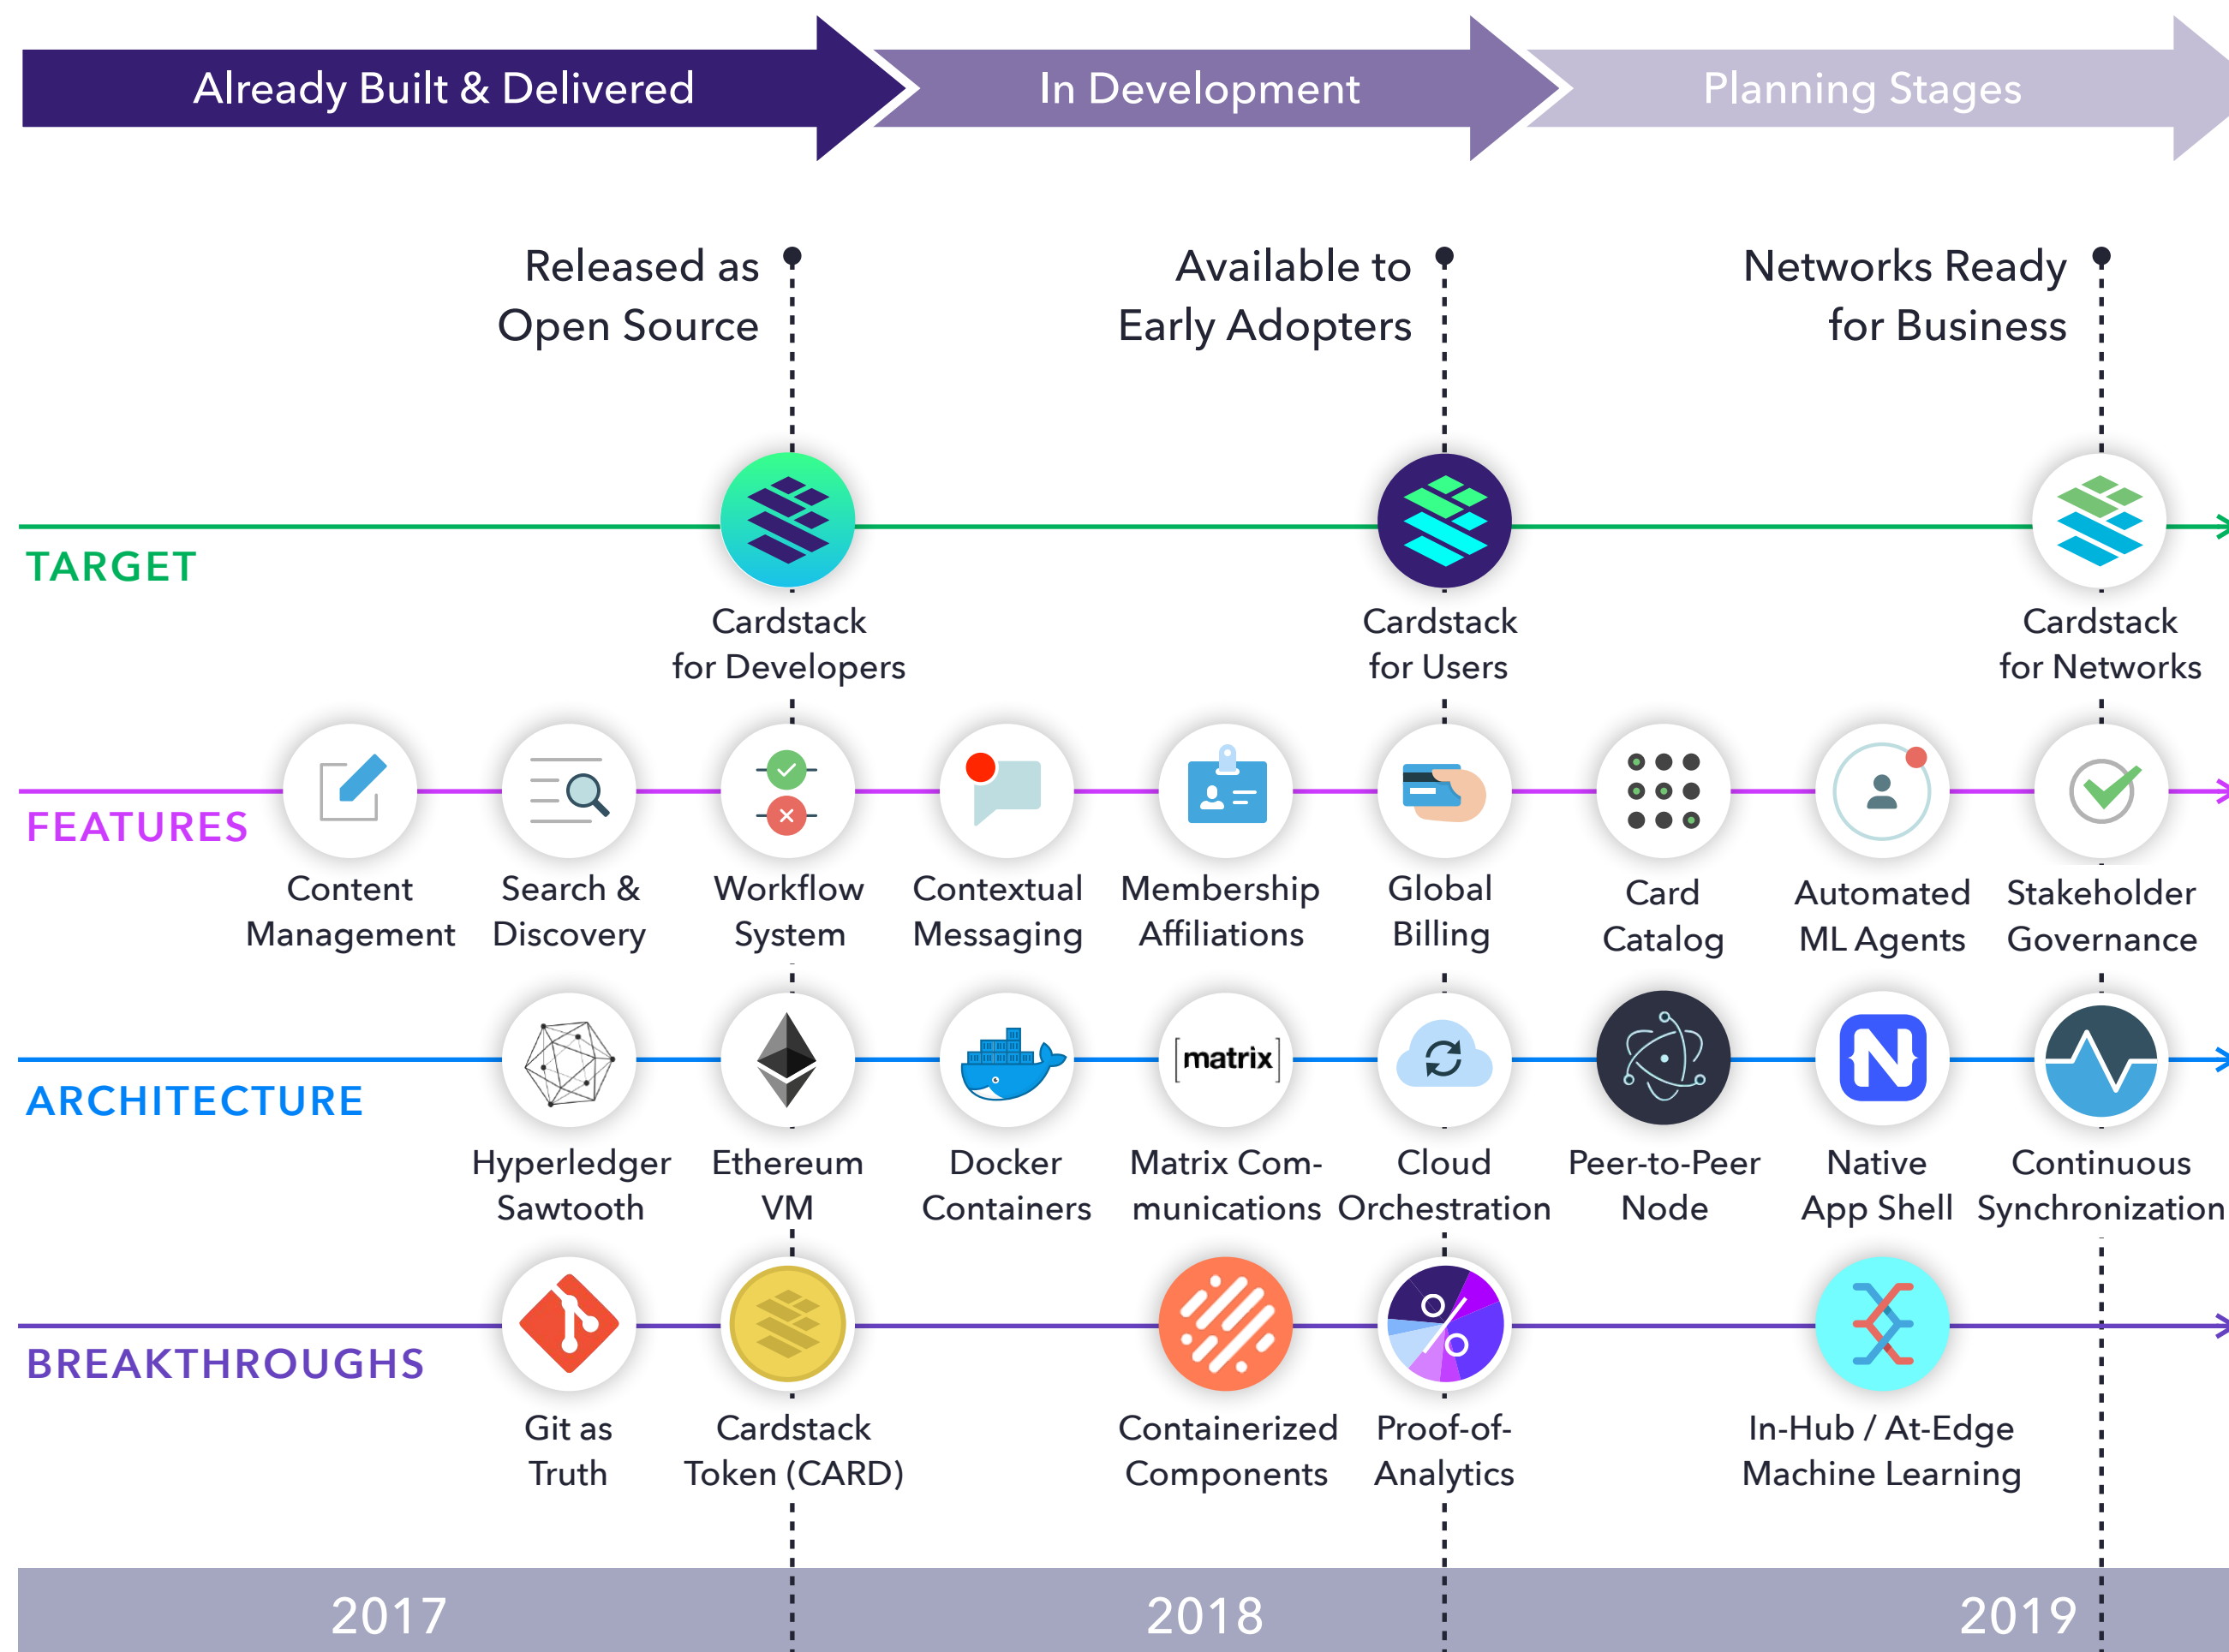 Already Built & Delivered
In Development
Planning Stages
Released as
Open Source
Available to
Early Adopters
Networks Ready
for Business
TARGET
Cardstack
for Developers
Cardstack
for Users
Cardstack
for Networks
FEATURES
Content
Management
Search &
Discovery
Workflow
System
Contextual
Messaging
Membership
Affiliations
Global
Billing
Card
Catalog
Automated
ML Agents
Stakeholder
Governance
ARCHITECTURE
[matrix]
Hyperledger
Sawtooth
Ethereum
VM
Docker
Containers
Matrix Com-
munications
Cloud
Orchestration
Peer-to-Peer
Node
N
Native
App Shell
Continuous
Synchronization
BREAKTHROUGHS
Git as
Truth
Cardstack
Token (CARD)
Containerized
Components
%
Proof-of-
Analytics
In-Hub / At-Edge
Machine Learning
2017
2018
2019